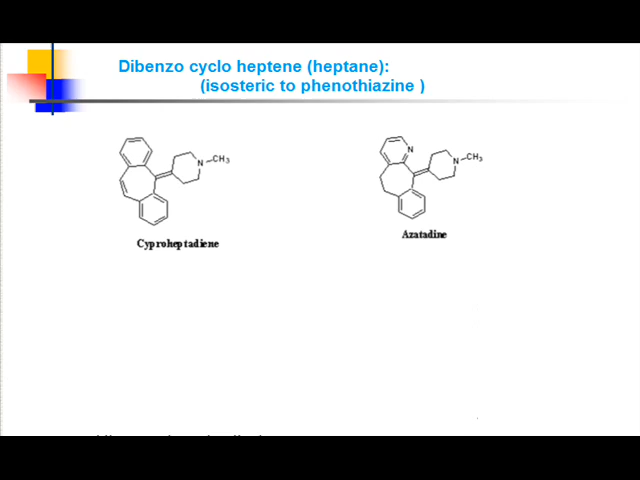 Dibenzo cyclo heptene (heptane):
(isosteric to phenothiazine )
N CH3
N
N CH3
Cyproheptadiene
Azatadine